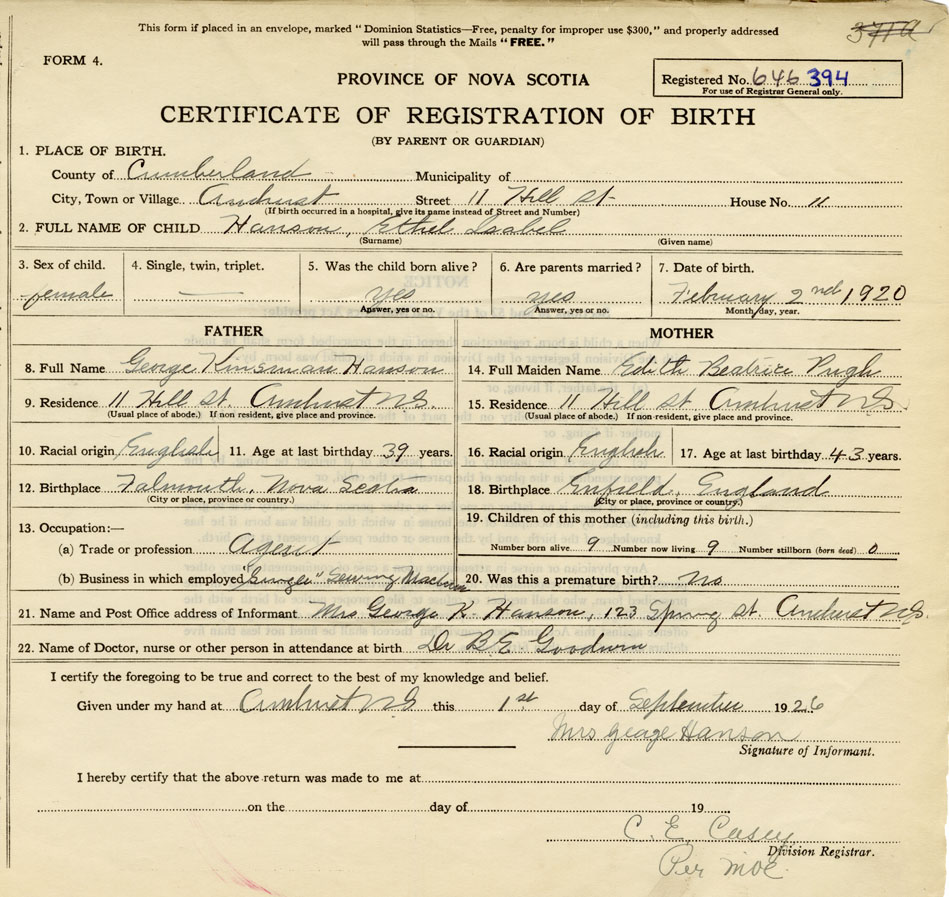 This form if placed in an envelope, marked "Dominion Statistics—Free, penalty for improper use $300," and properly addressed
will pass through the Mails "FREE."
371a
FORM 4.
PROVINCE OF NOVA SCOTIA
Registered No. 646 394
For use of Registrar General only.
CERTIFICATE OF REGISTRATION OF BIRTH
(BY PARENT OR GUARDIAN)
1. PLACE OF BIRTH.
County of Cumberland Municipality of
City, Town or Village Amherst Street 11 Hill St House No. 11
(If birth occurred in a hospital, give its name instead of Street and Number)
2. FULL NAME OF CHILD Hanson, Ethel Isabel
(Surname) (Given name)
3. Sex of child. 4. Single, twin, triplet. 5. Was the child born alive? 6. Are parents married? 7. Date of birth.
female — yes yes February 2nd 1920
Answer, yes or no. Answer, yes or no. Month, day, year.
FATHER MOTHER
8. Full Name George Kinsman Hanson 14. Full Maiden Name Edith Beatrice Pugh
9. Residence 11 Hill St. Amherst NS 15. Residence 11 Hill St Amherst NS.
(Usual place of abode.) If non resident, give place and province. (Usual place of abode.) If non-resident, give place and province.
10. Racial origin English 11. Age at last birthday 39 years. 16. Racial origin English 17. Age at last birthday 43 years.
12. Birthplace Falmouth, Nova Scotia 18. Birthplace Enfield, England
(City or place, province or country.) (City or place, province or country.)
13. Occupation:— 19. Children of this mother (including this birth.)
(a) Trade or profession Agent Number born alive 9 Number now living 9 Number stillborn (born dead) 0
(b) Business in which employed "Singer" Sewing Machine 20. Was this a premature birth? No
21. Name and Post Office address of Informant Mrs George K. Hanson, 123 Spring St. Amherst NS.
22. Name of Doctor, nurse or other person in attendance at birth Dr B E Goodwin
I certify the foregoing to be true and correct to the best of my knowledge and belief.
Given under my hand at Amherst NS this 1st day of September 1926
Mrs George Hanson
Signature of Informant.
I hereby certify that the above return was made to me at
on the day of 19
C. E. Casey
Division Registrar.
Per MOC